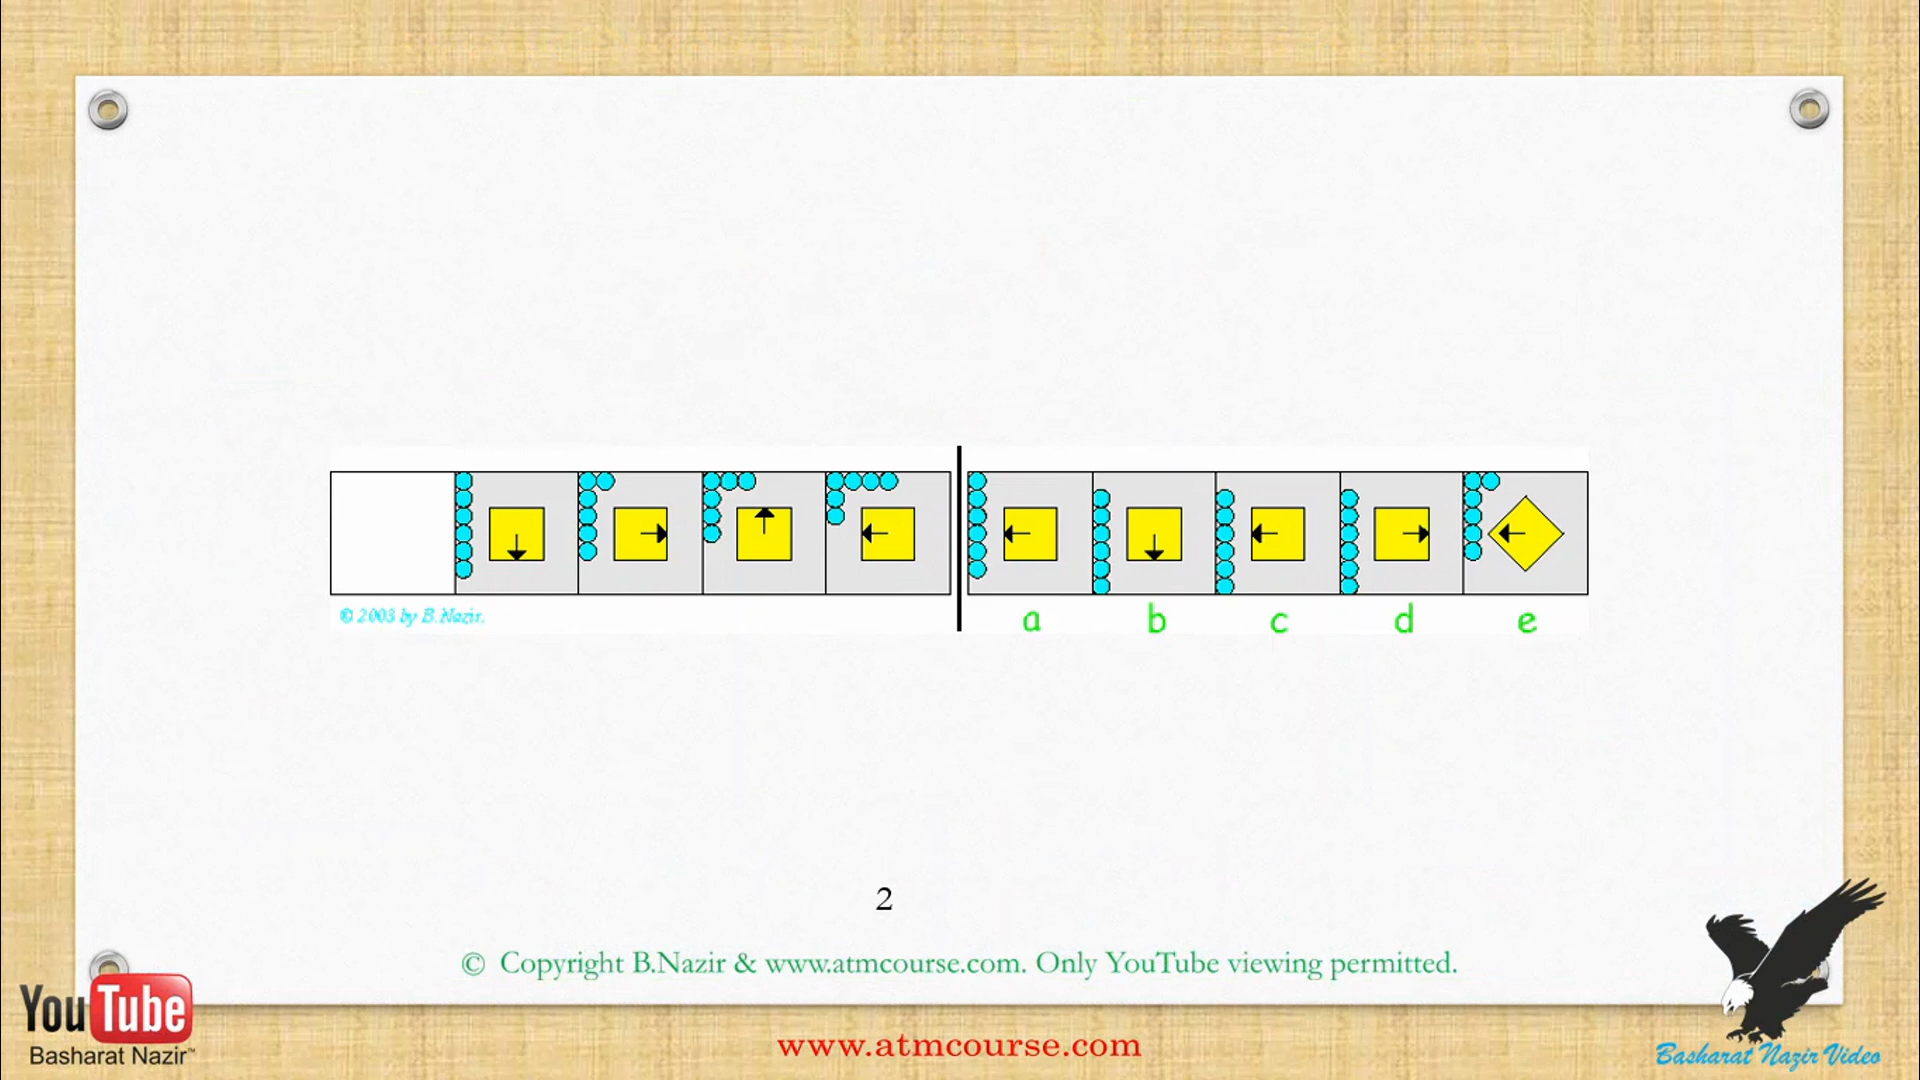 © 2003 by B.Nazir.
a b c d e
2
© Copyright B.Nazir & www.atmcourse.com. Only YouTube viewing permitted.
YouTube
Basharat Nazir™
www.atmcourse.com
Basharat Nazir Video